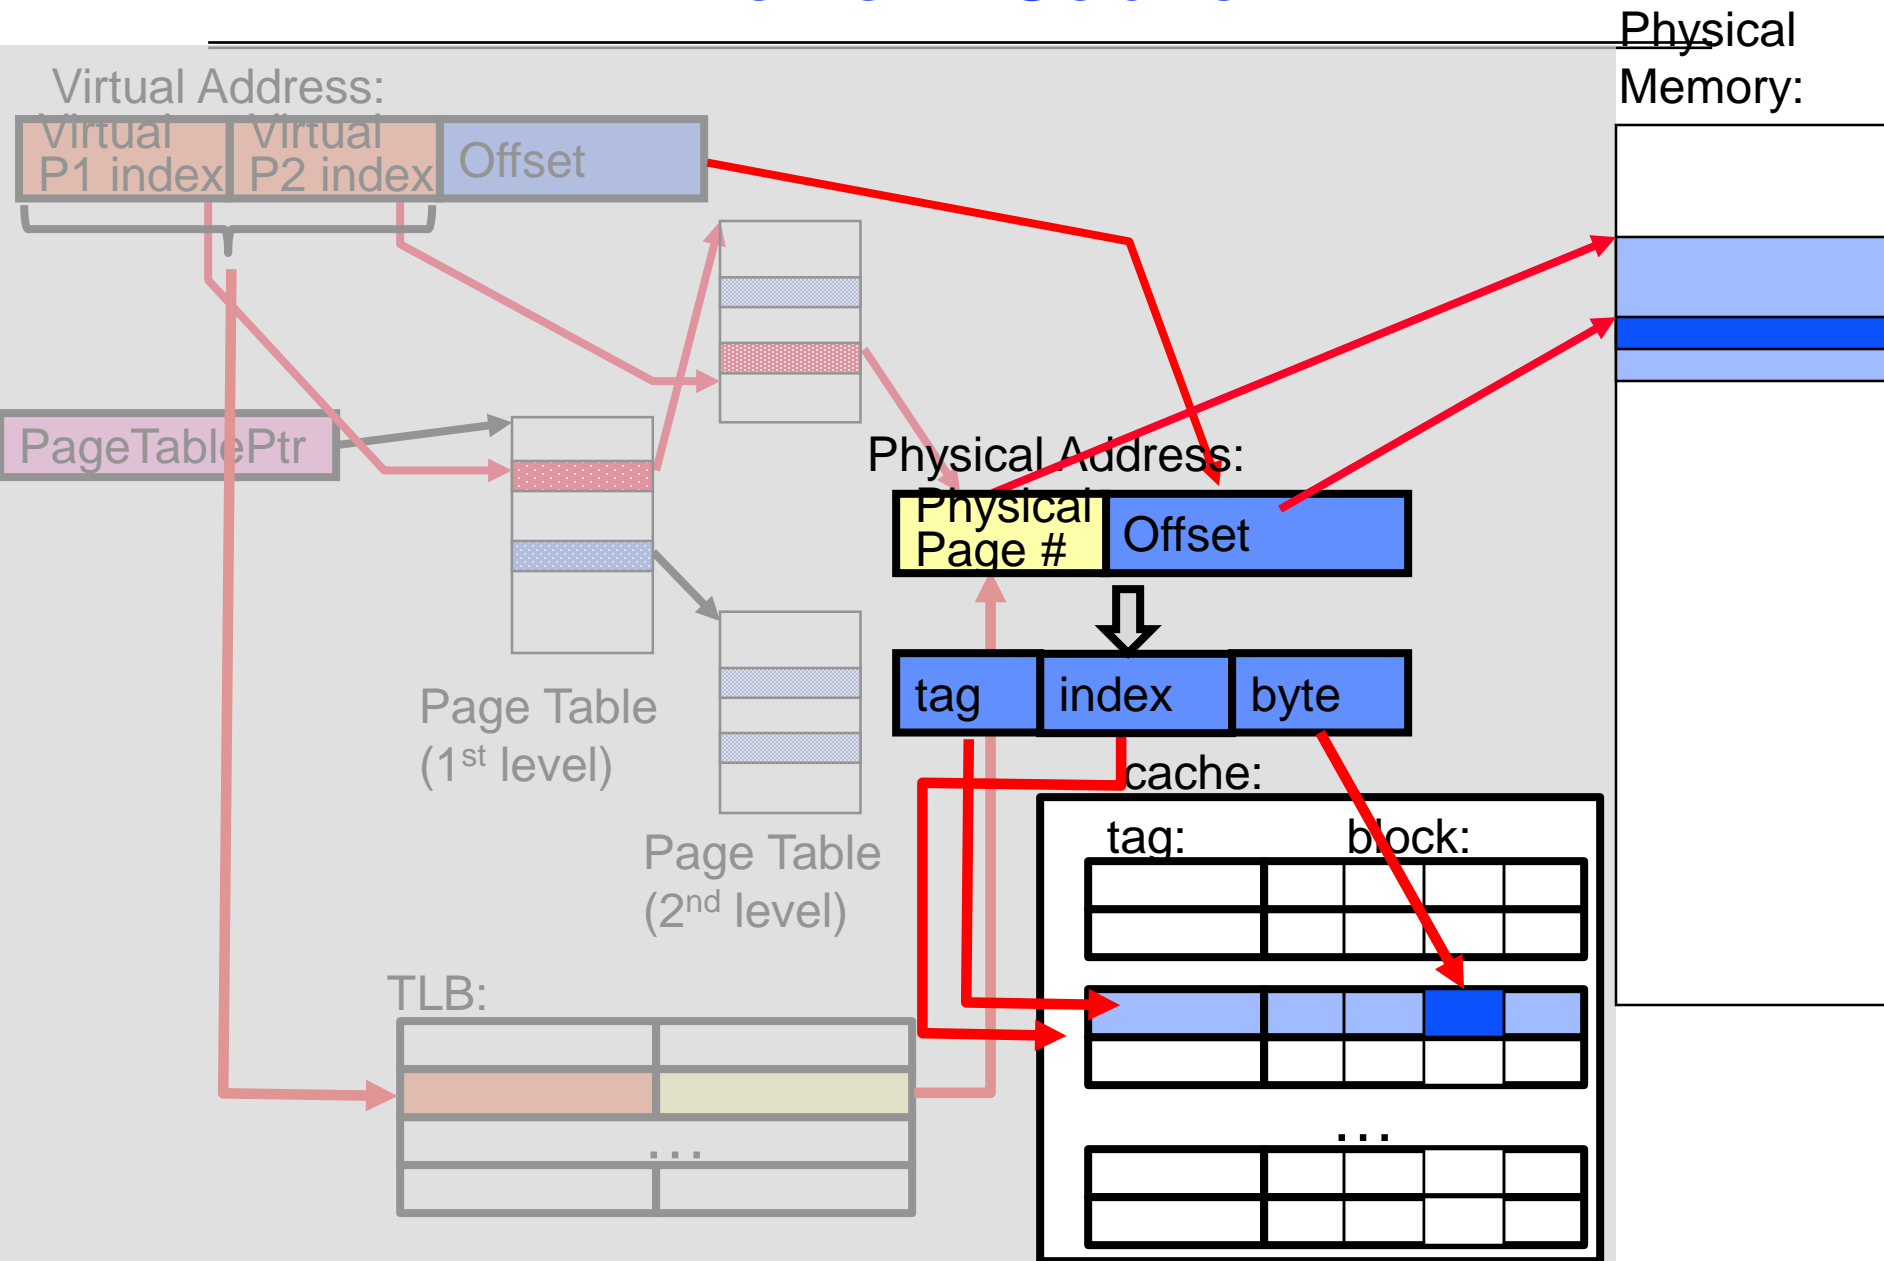 Physical
Memory:
Virtual Address:
Virtual
P1 index
Virtual
P2 index
Offset
PageTablePtr
Physical Address:
Physical
Page #
Offset
tag
index
byte
Page Table
(1st level)
cache:
tag:
block:
Page Table
(2nd level)
TLB:
...
...